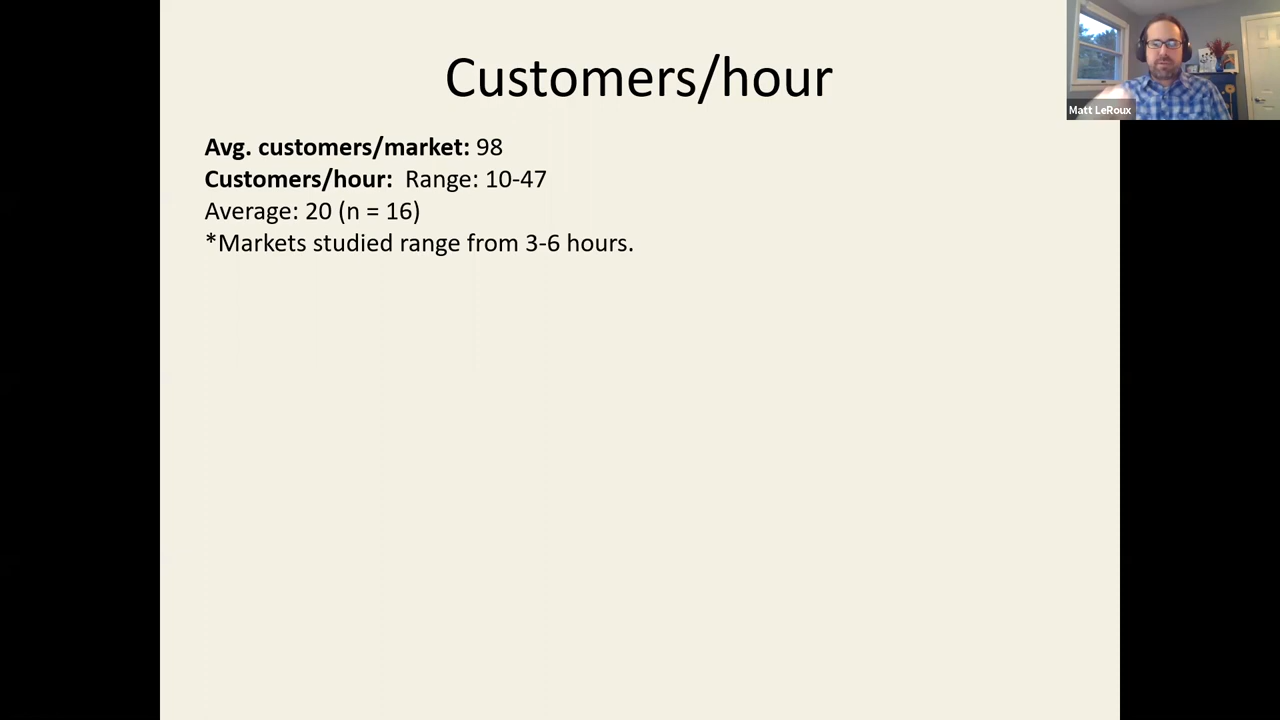 Customers/hour
Avg. customers/market: 98
Customers/hour:  Range: 10-47
Average: 20 (n = 16)
*Markets studied range from 3-6 hours.
Matt LeRoux